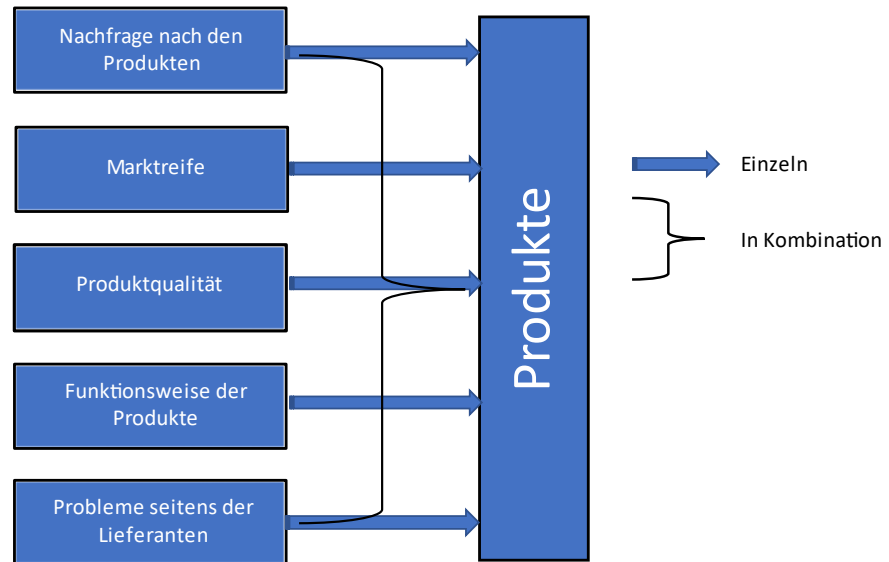 Nachfrage nach den
Produkten
Marktreife
Produktqualität
Funktionsweise der
Produkte
Probleme seitens der
Lieferanten
Produkte
Einzeln
In Kombination